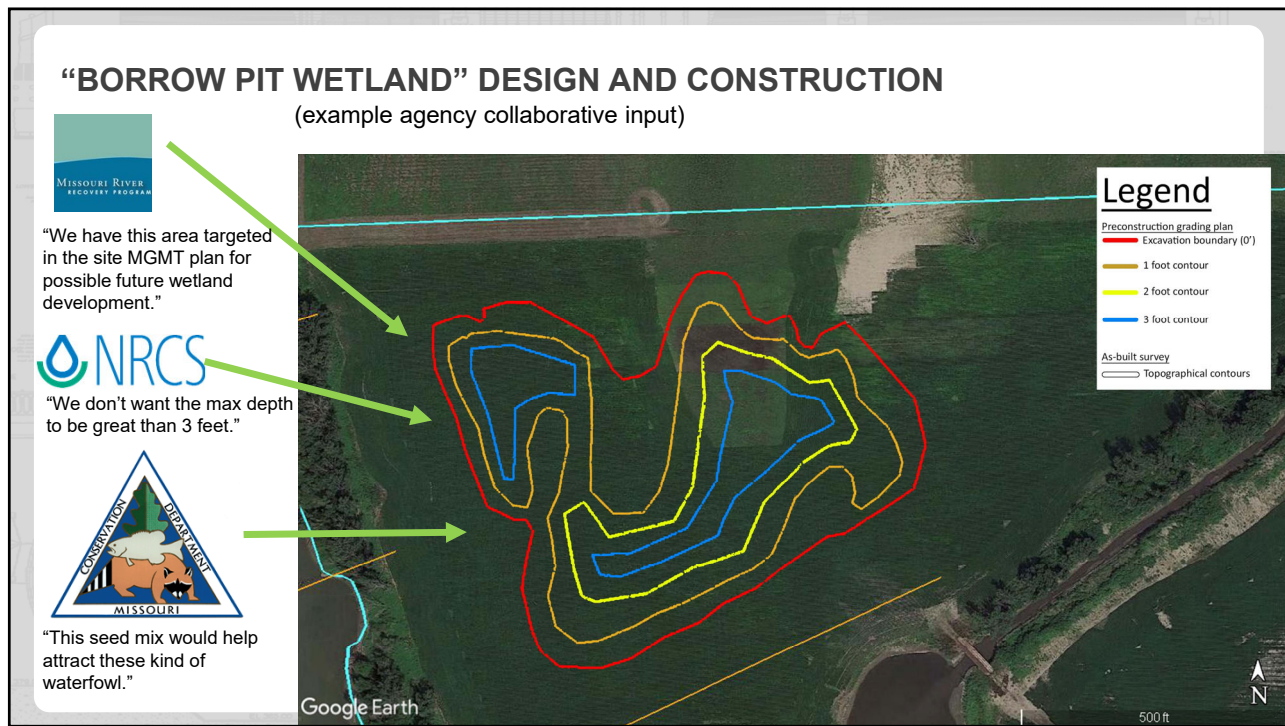 “BORROW PIT WETLAND” DESIGN AND CONSTRUCTION
(example agency collaborative input)
MISSOURI RIVER
RECOVERY PROGRAM
“We have this area targeted
in the site MGMT plan for
possible future wetland
development.”
NRCS
“We don’t want the max depth
to be great than 3 feet.”
CONSERVATION
DEPARTMENT
MISSOURI
“This seed mix would help
attract these kind of
waterfowl.”
Legend
Preconstruction grading plan
Excavation boundary (0’)
1 foot contour
2 foot contour
3 foot contour
As-built survey
Topographical contours
Google Earth
N
500 ft